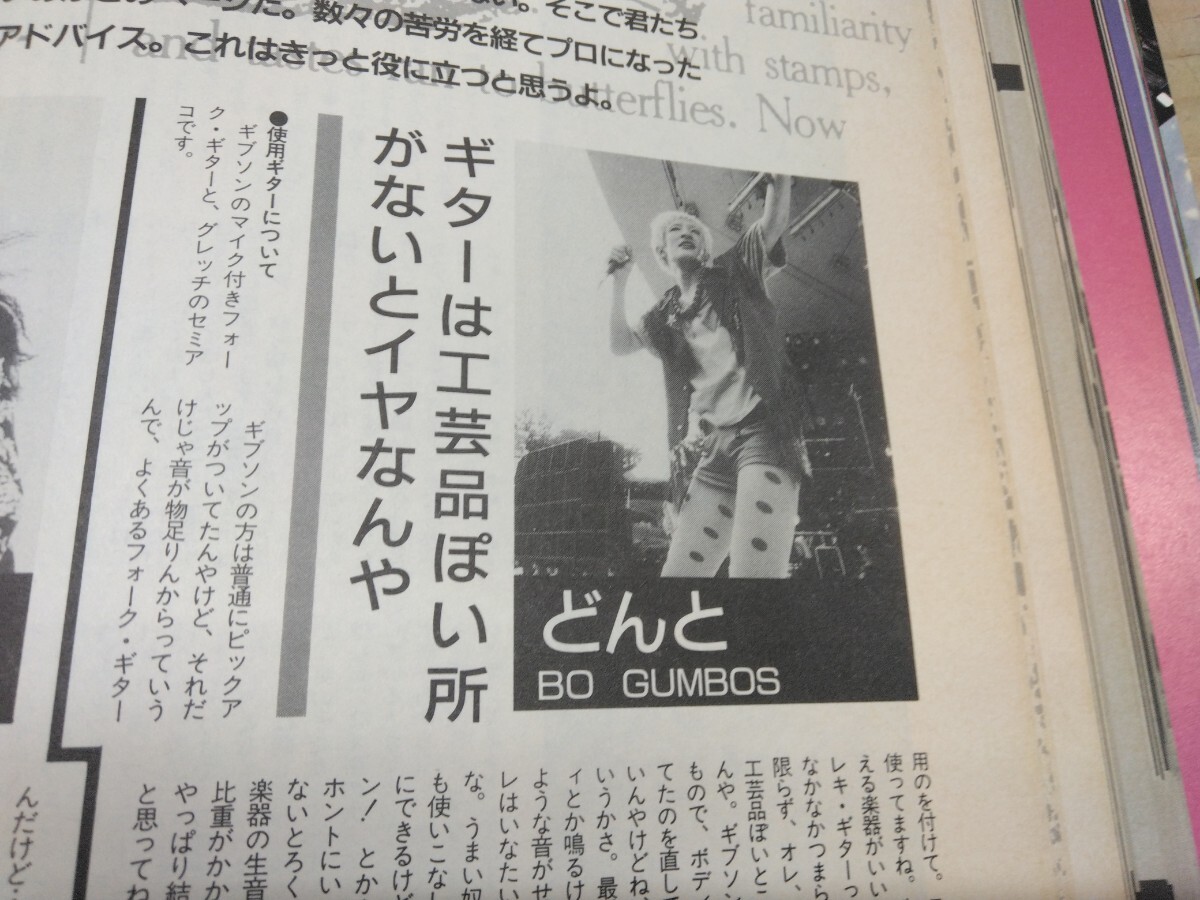 ない。そこで君たち
た。数々の苦労を経てプロになった
アドバイス。これはきっと役に立つと思うよ。
familiarity
with stamps,
and tastes run to butterflies. Now
ギターは工芸品ぽい所
がないとイヤなんや
どんと
BO GUMBOS
●使用ギターについて
ギブソンのマイク付きフォー
ク・ギターと、グレッチのセミア
コです。
ギブソンの方は普通にピックア
ップがついてたんやけど、それだ
けじゃ音が物足りんからっていう
んで、よくあるフォーク・ギター
用のを付けて。
使ってますね。
える楽器がいい
レキ・ギターっ
なかなかつまら
限らず、オレ、
工芸品ぽいとこ
んや。ギブソン
もので、ボディ
てたのを直して
いんやけどね、
いうかさ。最
ィとか鳴るけ
ような音がせ
レはいなたい
な。うまい奴
も使いこなし
にできるけど
ン！とか
ホントにい
ないとろく
楽器の生音
比重がかか
やっぱり結
と思ってね
んだけど…